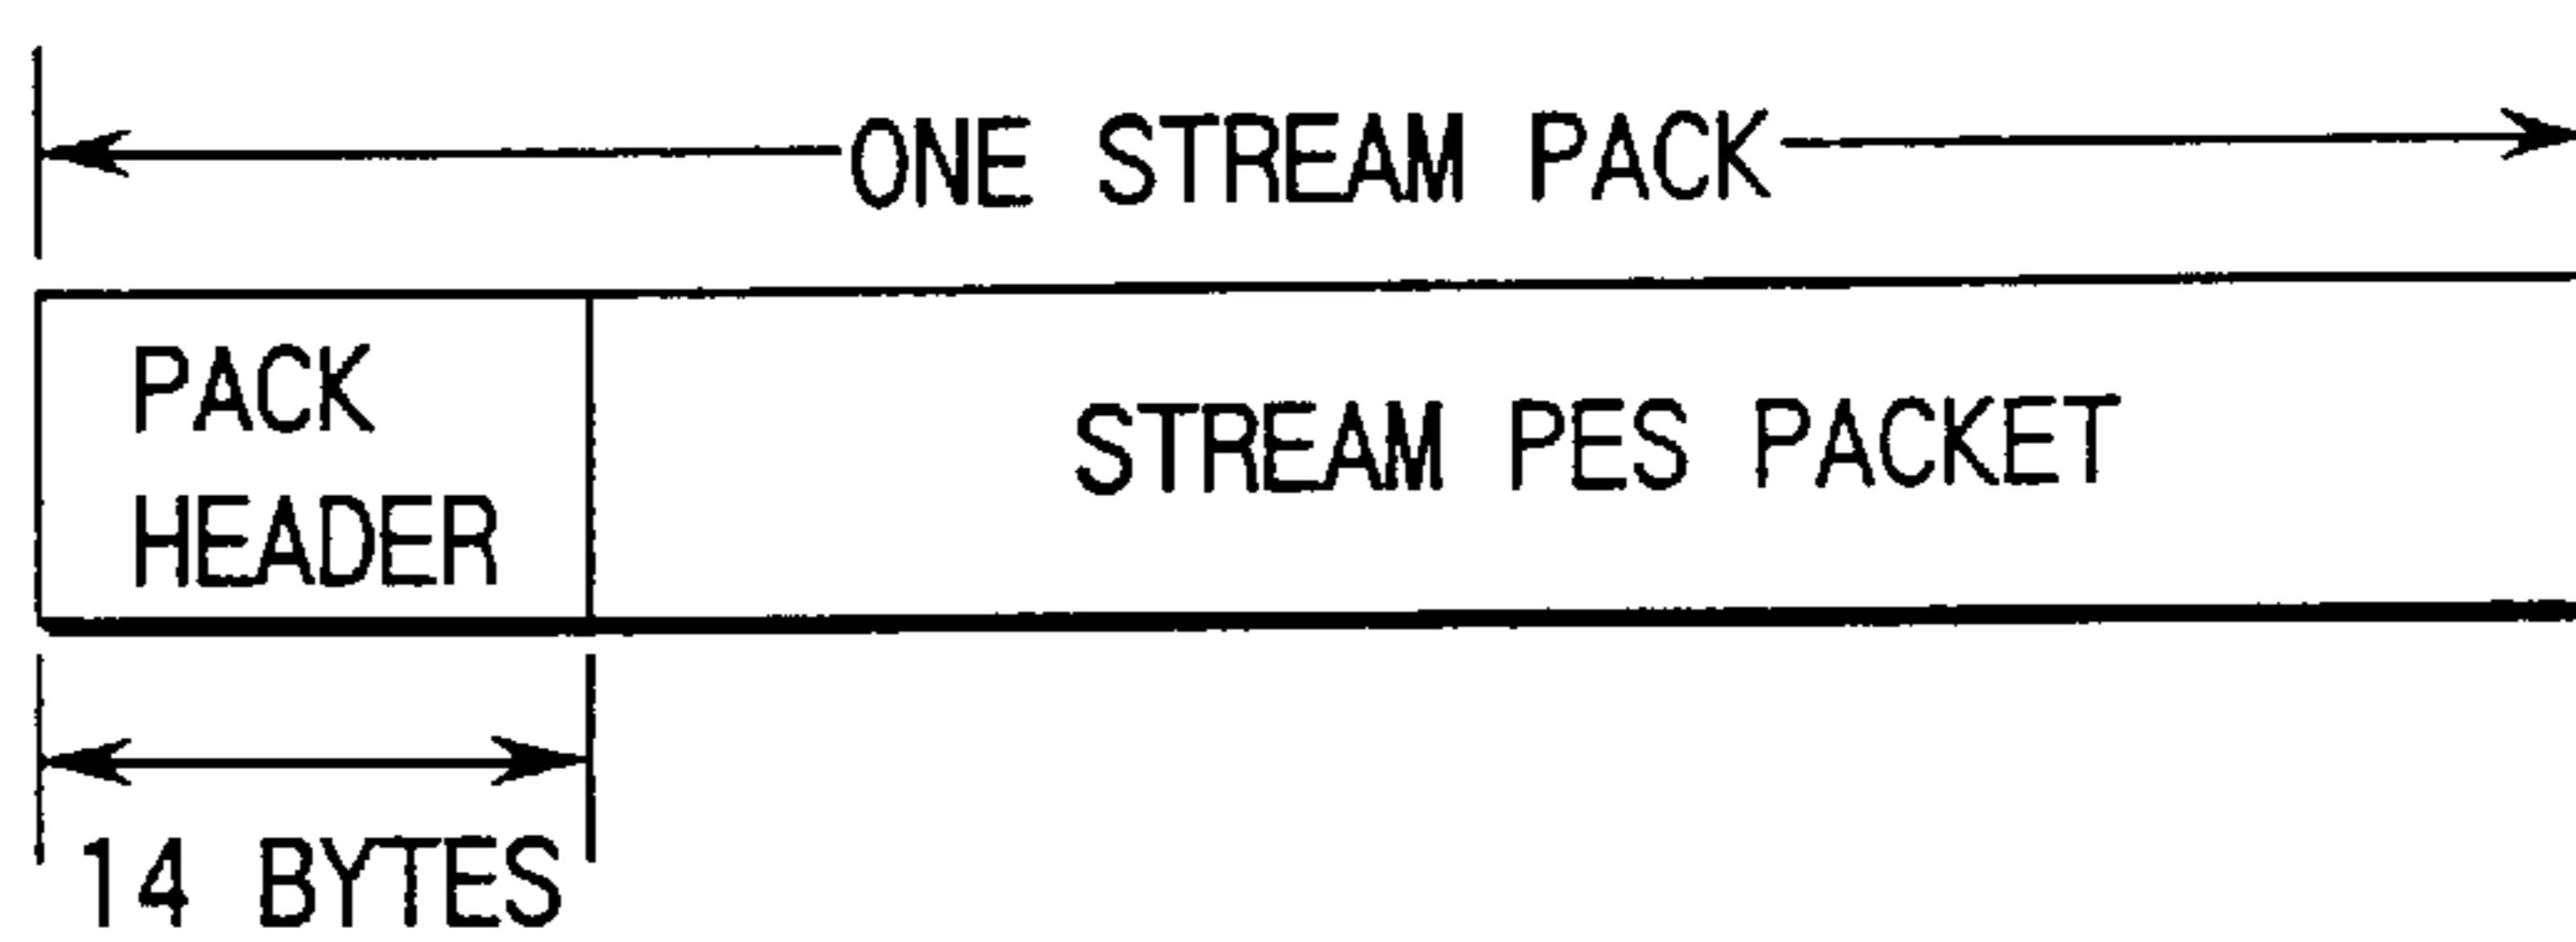 ONE STREAM PACK
PACK
HEADER
STREAM PES PACKET
14 BYTES